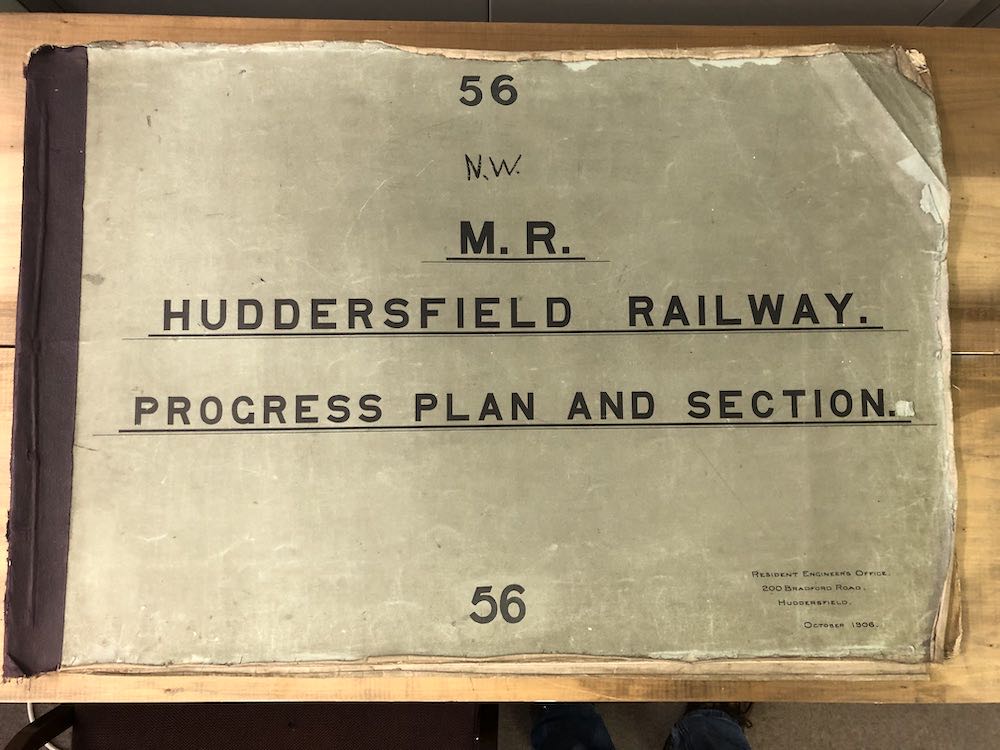 56
N.W.
M. R.
HUDDERSFIELD RAILWAY.
PROGRESS PLAN AND SECTION.
56
RESIDENT ENGINEER'S OFFICE,
200 BRADFORD ROAD,
HUDDERSFIELD.
OCTOBER 1906.